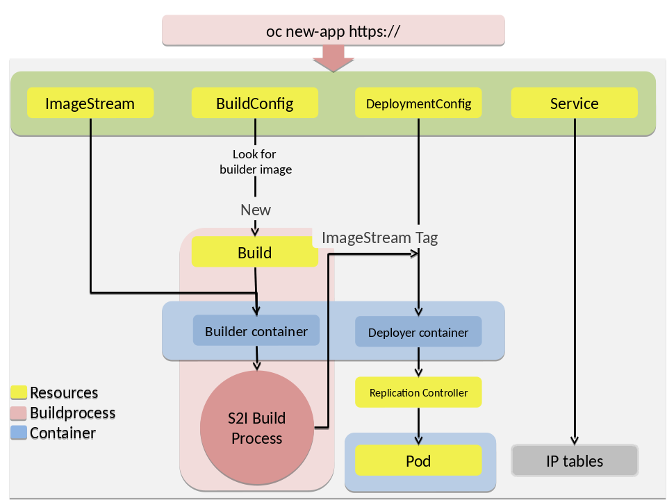 oc new-app https://
ImageStream
BuildConfig
DeploymentConfig
Service
Look for
builder image
New
ImageStream Tag
Build
Builder container
Deployer container
Resources
Buildprocess
Container
S2I Build
Process
Replication Controller
Pod
IP tables